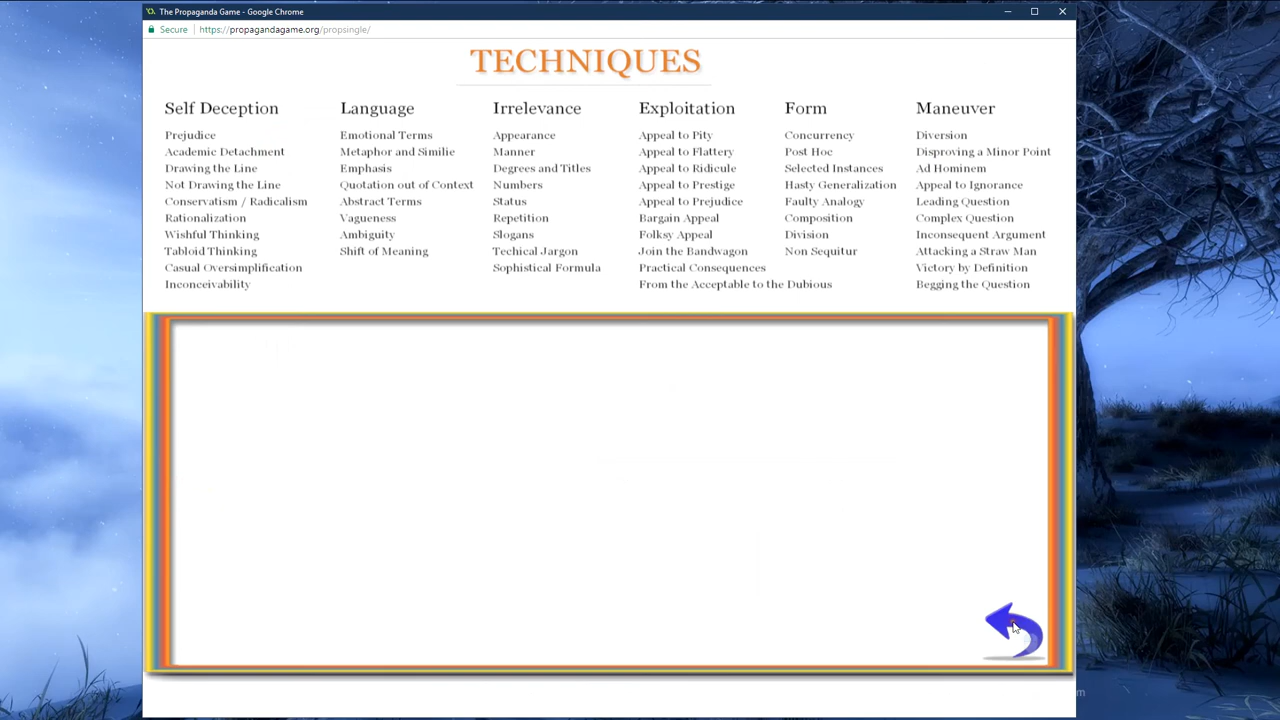 The Propaganda Game - Google Chrome
Secure https://propagandagame.org/propsingle/
TECHNIQUES
Self Deception
Prejudice
Academic Detachment
Drawing the Line
Not Drawing the Line
Conservatism / Radicalism
Rationalization
Wishful Thinking
Tabloid Thinking
Casual Oversimplification
Inconceivability
Language
Emotional Terms
Metaphor and Similie
Emphasis
Quotation out of Context
Abstract Terms
Vagueness
Ambiguity
Shift of Meaning
Irrelevance
Appearance
Manner
Degrees and Titles
Numbers
Status
Repetition
Slogans
Techical Jargon
Sophistical Formula
Exploitation
Appeal to Pity
Appeal to Flattery
Appeal to Ridicule
Appeal to Prestige
Appeal to Prejudice
Bargain Appeal
Folksy Appeal
Join the Bandwagon
Practical Consequences
From the Acceptable to the Dubious
Form
Concurrency
Post Hoc
Selected Instances
Hasty Generalization
Faulty Analogy
Composition
Division
Non Sequitur
Maneuver
Diversion
Disproving a Minor Point
Ad Hominem
Appeal to Ignorance
Leading Question
Complex Question
Inconsequent Argument
Attacking a Straw Man
Victory by Definition
Begging the Question